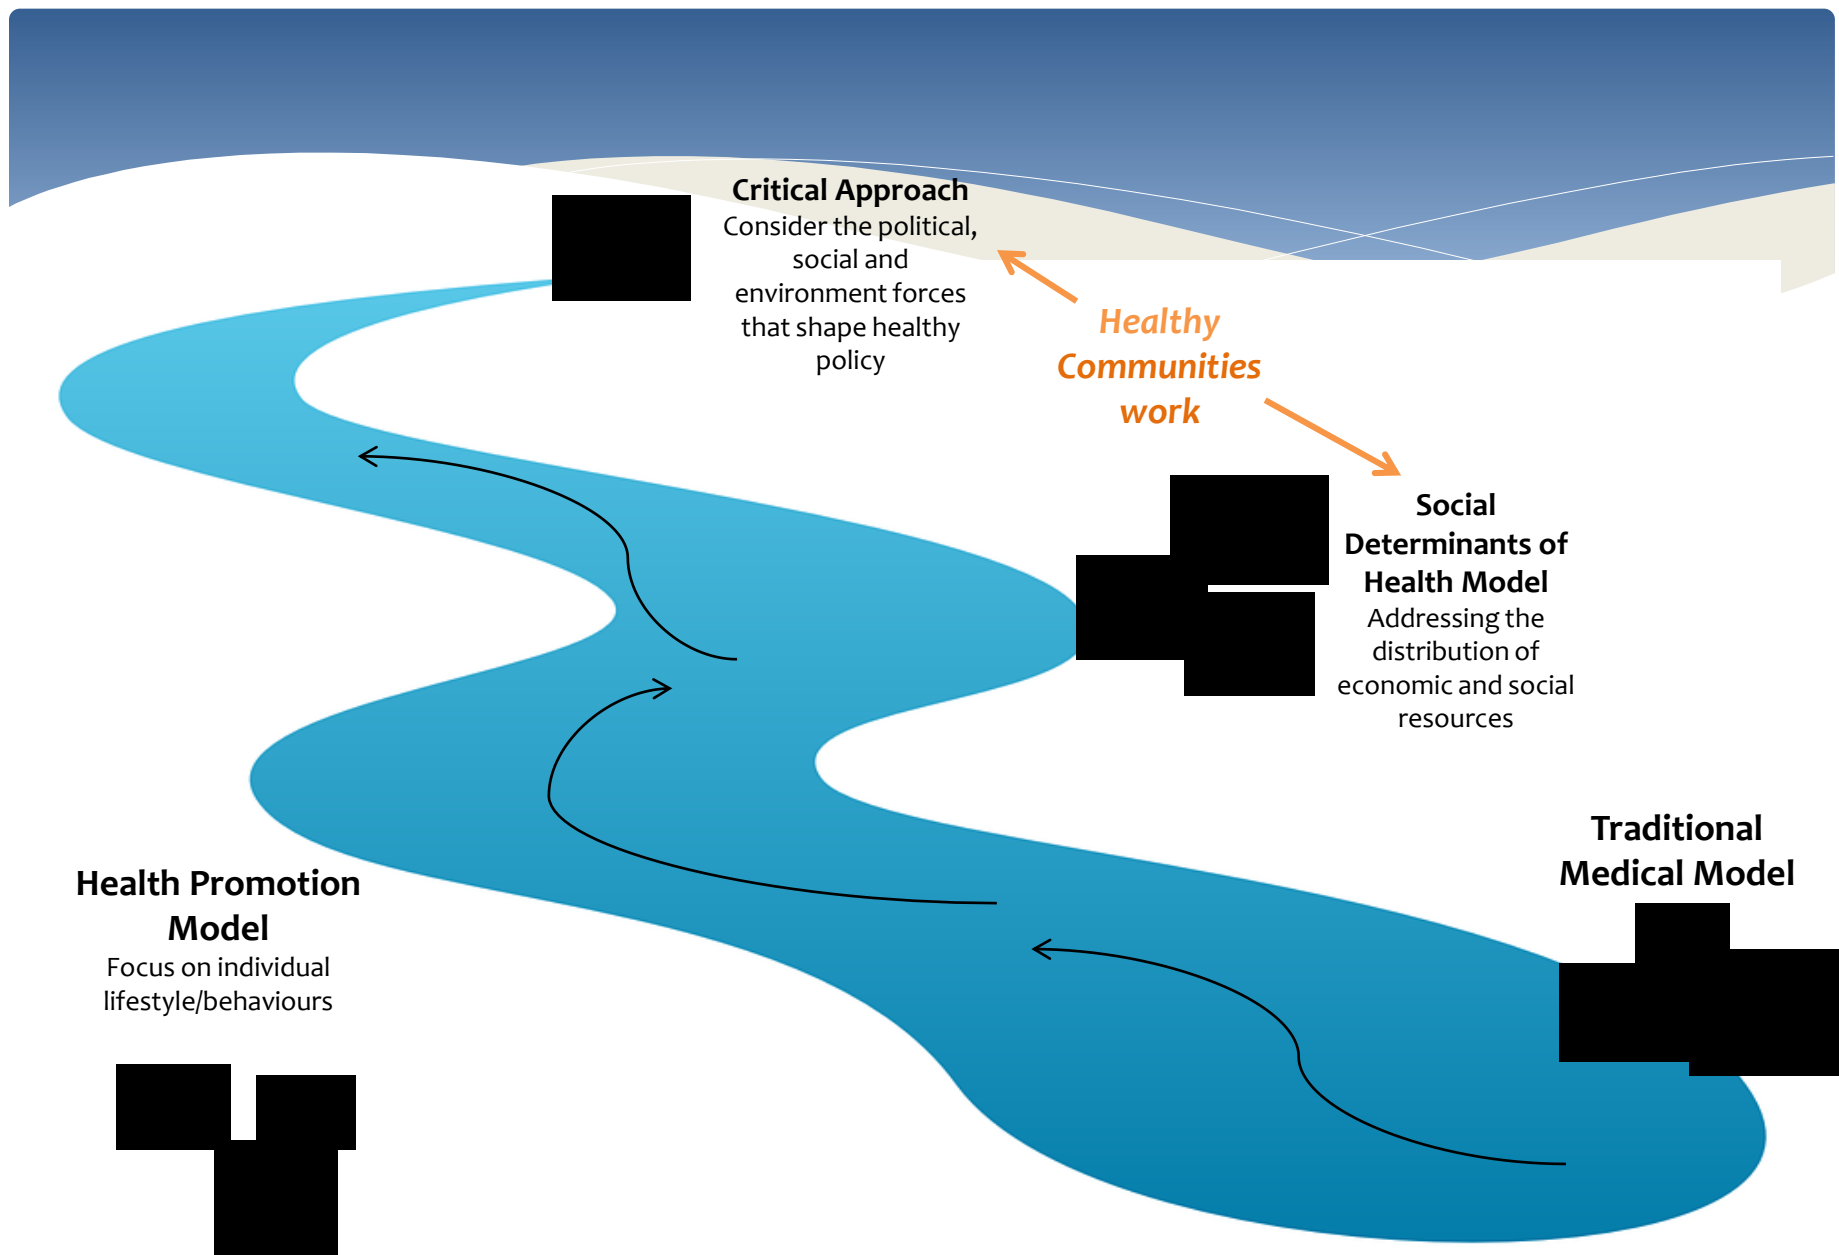 Critical Approach
Consider the political,
social and
environment forces
that shape healthy
policy
Healthy
Communities
work
Social
Determinants of
Health Model
Addressing the
distribution of
economic and social
resources
Traditional
Medical Model
Health Promotion
Model
Focus on individual
lifestyle/behaviours